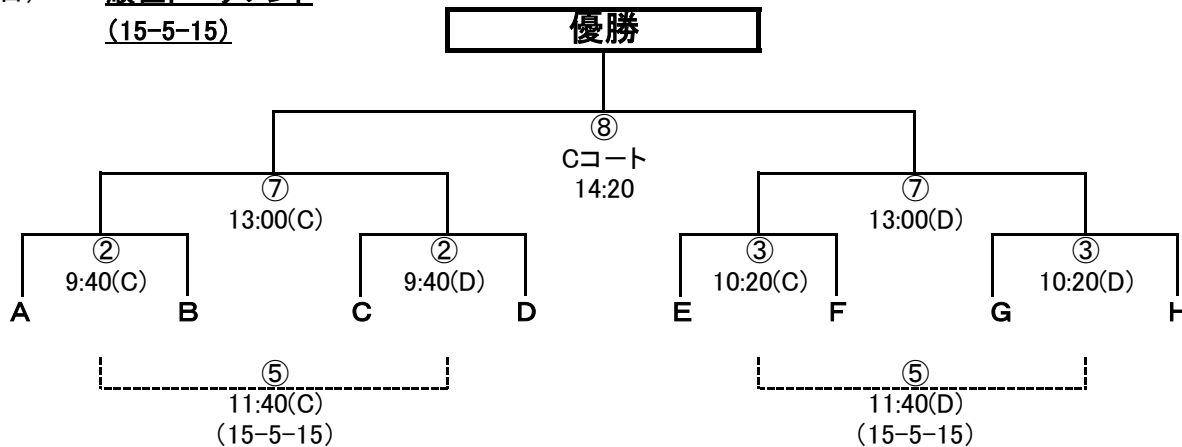 (15-5-15)
優勝
⑧
Cコート
14:20
⑦
13:00(C)
⑦
13:00(D)
②
9:40(C)
②
9:40(D)
③
10:20(C)
③
10:20(D)
A B C D E F G H
⑤
11:40(C)
(15-5-15)
⑤
11:40(D)
(15-5-15)